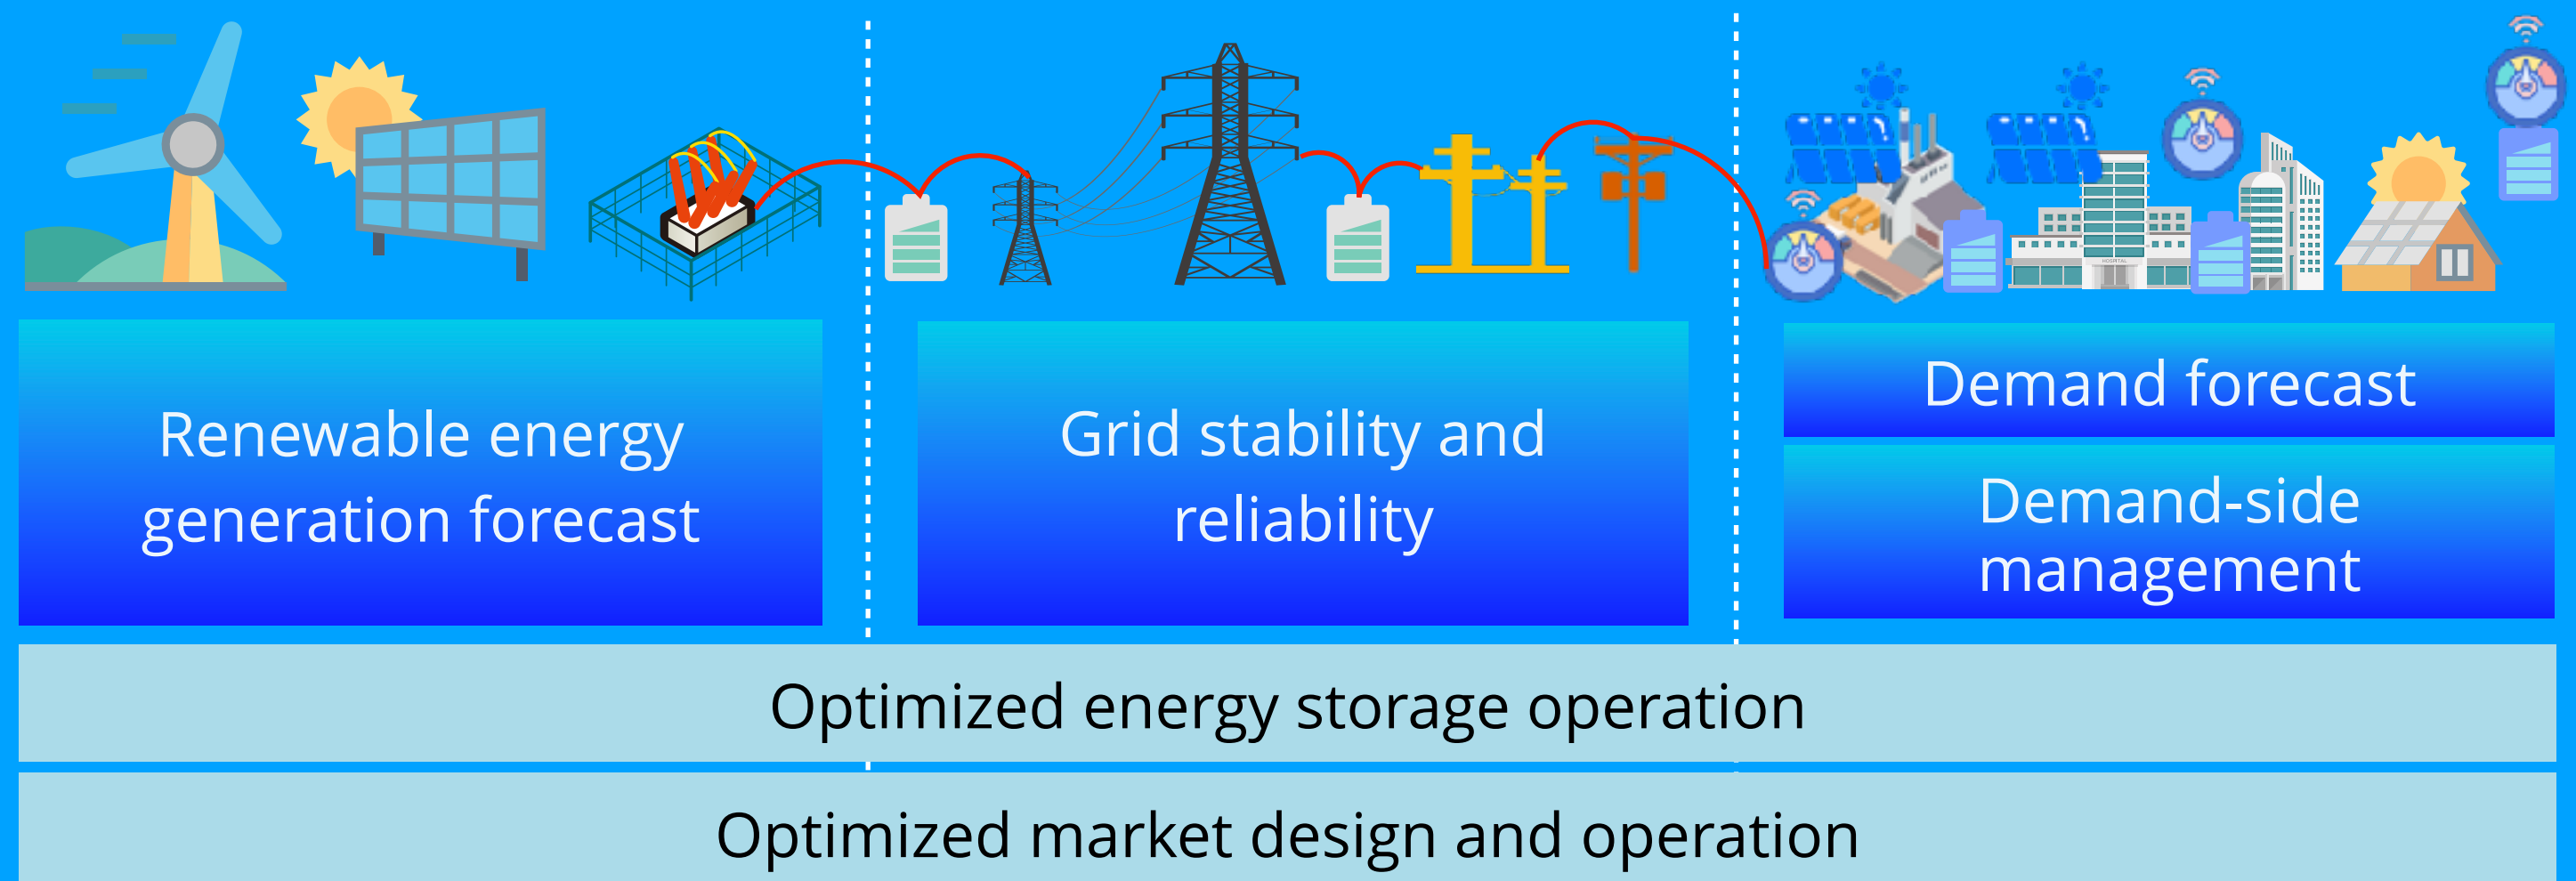 HOSPITAL
Renewable energy
generation forecast
Grid stability and
reliability
Demand forecast
Demand-side
management
Optimized energy storage operation
Optimized market design and operation